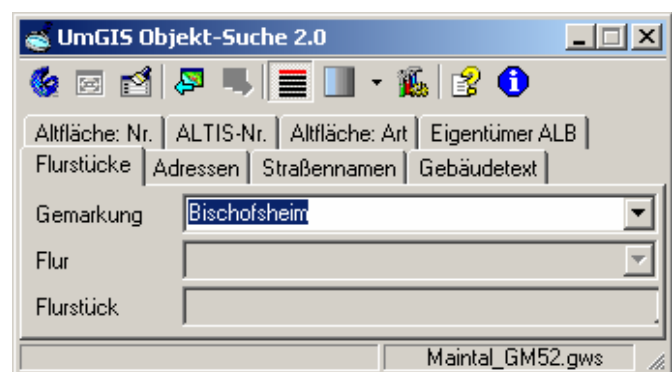 UmGIS Objekt-Suche 2.0
Altfläche: Nr. ALTIS-Nr. Altfläche: Art Eigentümer ALB
Flurstücke Adressen Straßennamen Gebäudetext
Gemarkung Bischofsheim
Flur
Flurstück
Maintal_GM52.gws